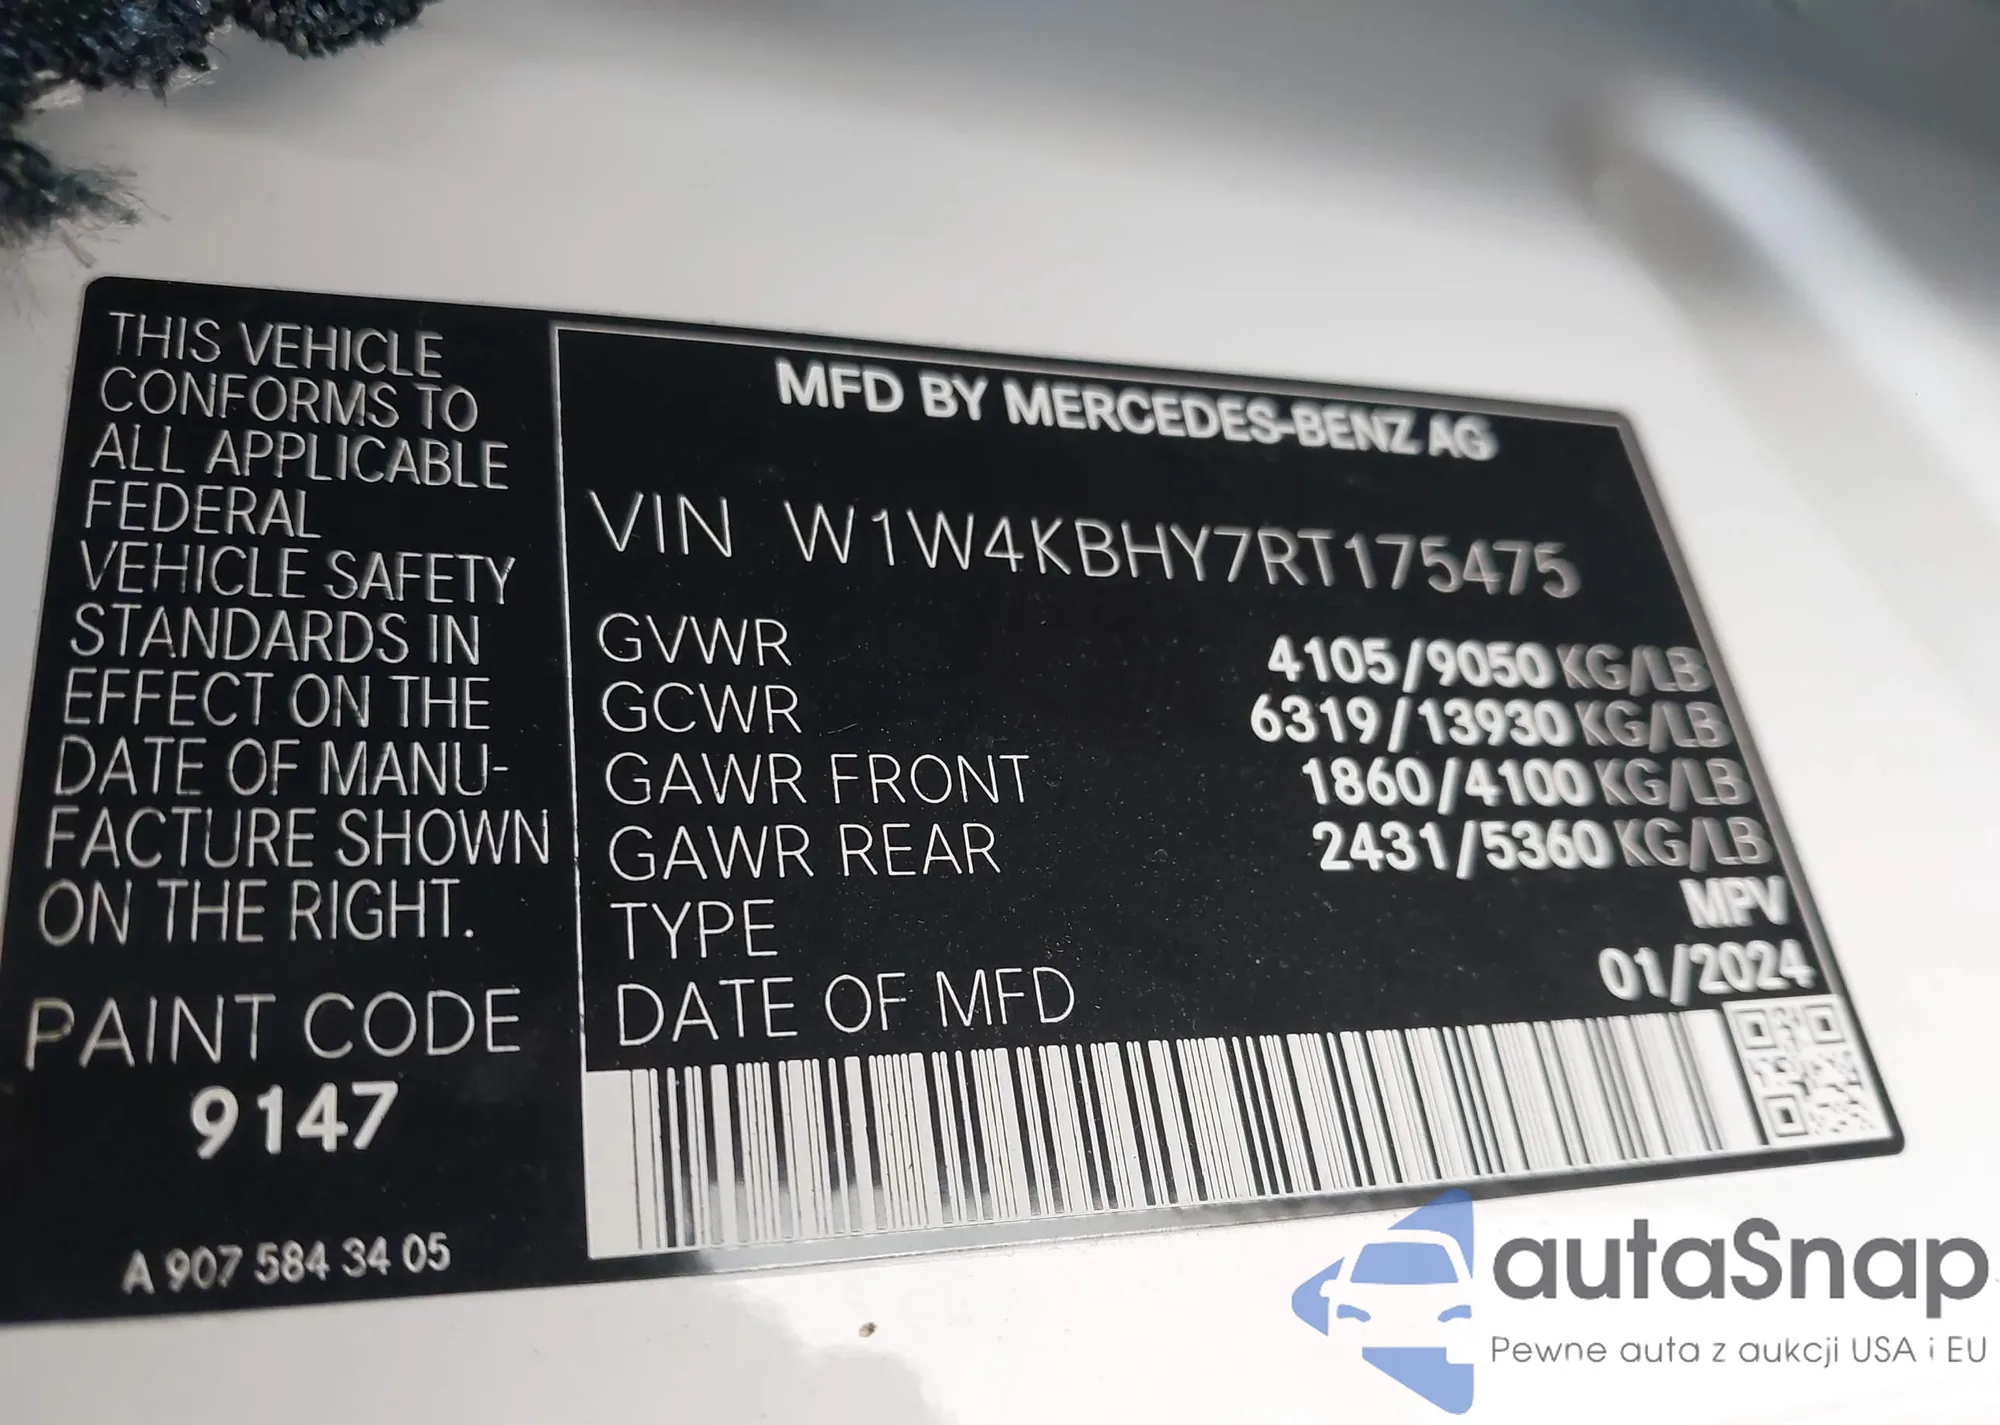 THIS VEHICLE
CONFORMS TO
ALL APPLICABLE
FEDERAL
VEHICLE SAFETY
STANDARDS IN
EFFECT ON THE
DATE OF MANU-
FACTURE SHOWN
ON THE RIGHT.
PAINT CODE
9147
A 907 584 34 05
MFD BY MERCEDES-BENZ AG
VIN W1W4KBHY7RT175475
GVWR 4105/9050 KG/LB
GCWR 6319/13930 KG/LB
GAWR FRONT 1860/4100 KG/LB
GAWR REAR 2431/5360 KG/LB
TYPE MPV
DATE OF MFD 01/2024
autaSnap
Pewne auta z aukcji USA i EU